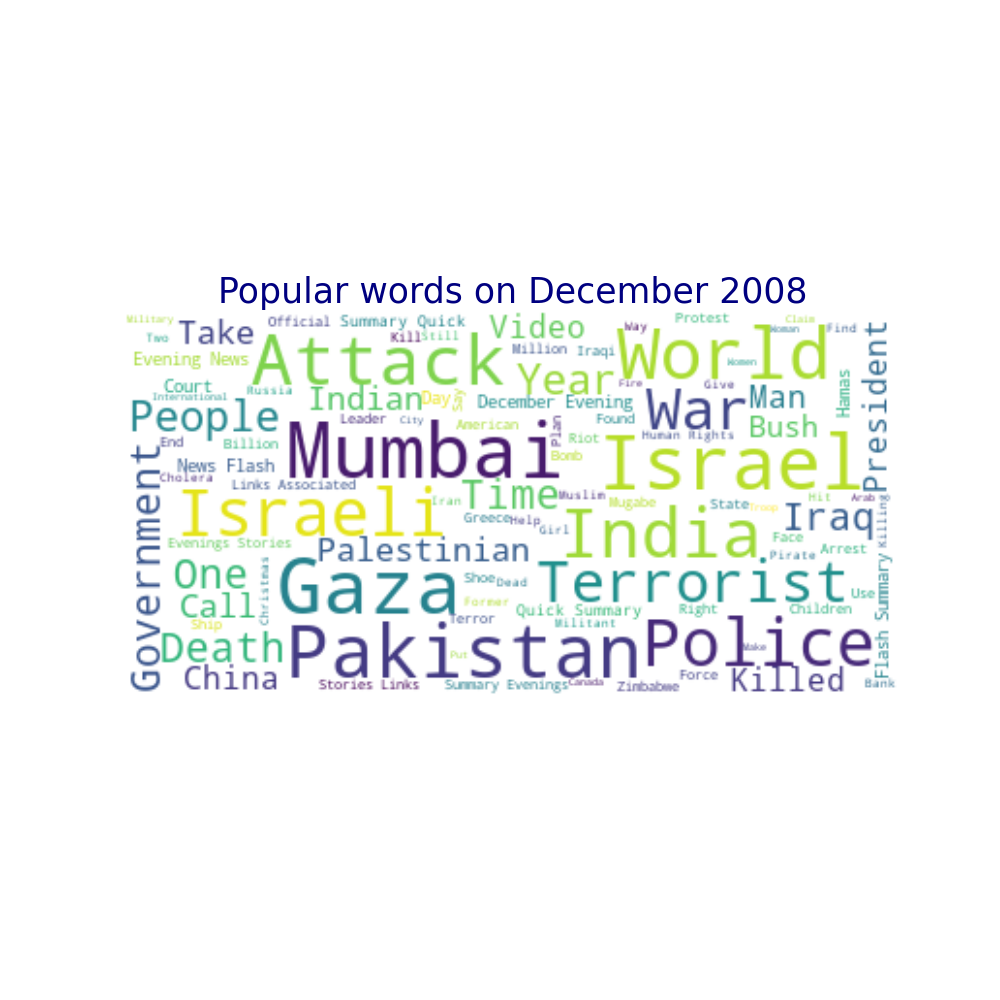 Popular words on December 2008
Military
Take
Official
Summary Quick
Video
Way
Protest
Claim
Woman
Find
Two
Kill
Still
Attack
Million
Iraqi
World
President
Evening News
Court
International
Russia
Indian
Day
Say
Year
December Evening
Women
Fire
Give
War
Man
Hamas
People
Leader
City
American
Plan
Found
Riot
Human Rights
Bush
End
Billion
Mumbai
Bomb
Israel
Government
News Flash
Cholera
Links Associated
Israeli
Iran
Time
Muslim
Mugabe
State
Troop
Hit
Arab
Go
Iraq
Killing
Greece
Help
Girl
India
Face
Evenings Stories
Palestinian
Pirate
Arrest
One
Christmas
Gaza
Shoe
Dead
Terrorist
Use
Call
Former
Quick Summary
Right
Children
Flash Summary
Ship
Terror
Militant
Death
Pakistan
Put
Police
Make
China
Stories Links
Summary Evenings
Canada
Zimbabwe
Force
Killed
Bank